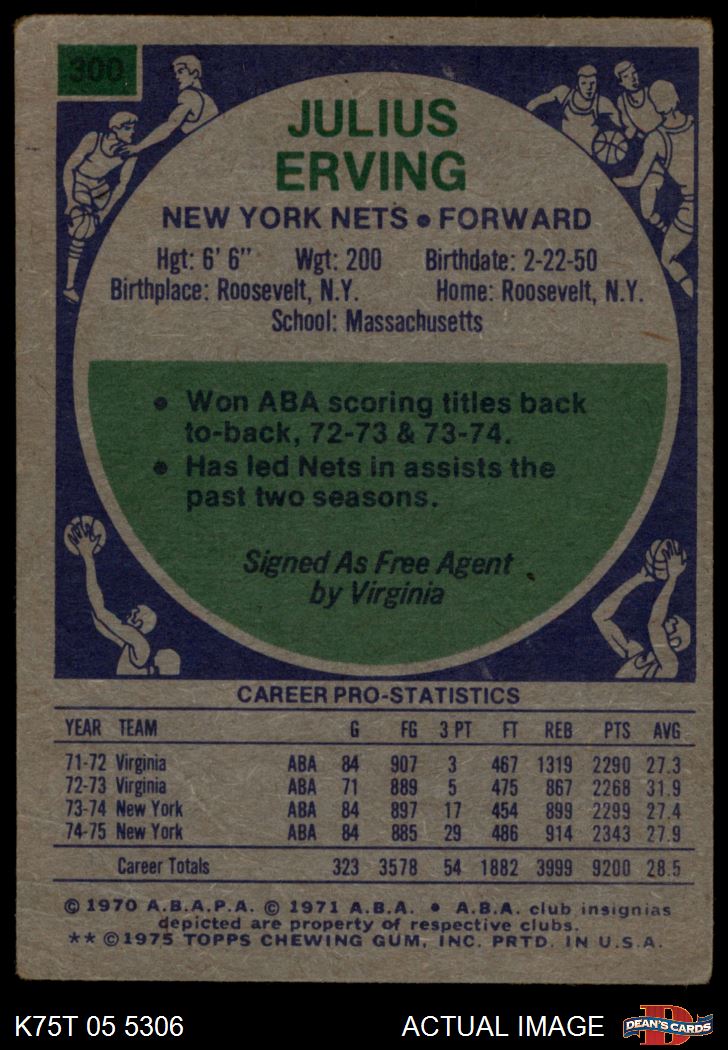 300
JULIUS
ERVING
NEW YORK NETS • FORWARD
Hgt: 6' 6" Wgt: 200 Birthdate: 2-22-50
Birthplace: Roosevelt, N.Y. Home: Roosevelt, N.Y.
School: Massachusetts
• Won ABA scoring titles back
to-back, 72-73 & 73-74.
• Has led Nets in assists the
past two seasons.
Signed As Free Agent
by Virginia
CAREER PRO-STATISTICS
YEAR TEAM G FG 3 PT FT REB PTS AVG
71-72 Virginia ABA 84 907 3 467 1319 2290 27.3
72-73 Virginia ABA 71 889 5 475 867 2268 31.9
73-74 New York ABA 84 897 17 454 899 2299 27.4
74-75 New York ABA 84 885 29 486 914 2343 27.9
Career Totals 323 3578 54 1882 3999 9200 28.5
© 1970 A.B.A.P.A. © 1971 A.B.A. • A.B.A. club insignias
depicted are property of respective clubs.
** ©1975 TOPPS CHEWING GUM, INC. PRTD. IN U.S.A.
K75T 05 5306 ACTUAL IMAGE D DEAN'S CARDS